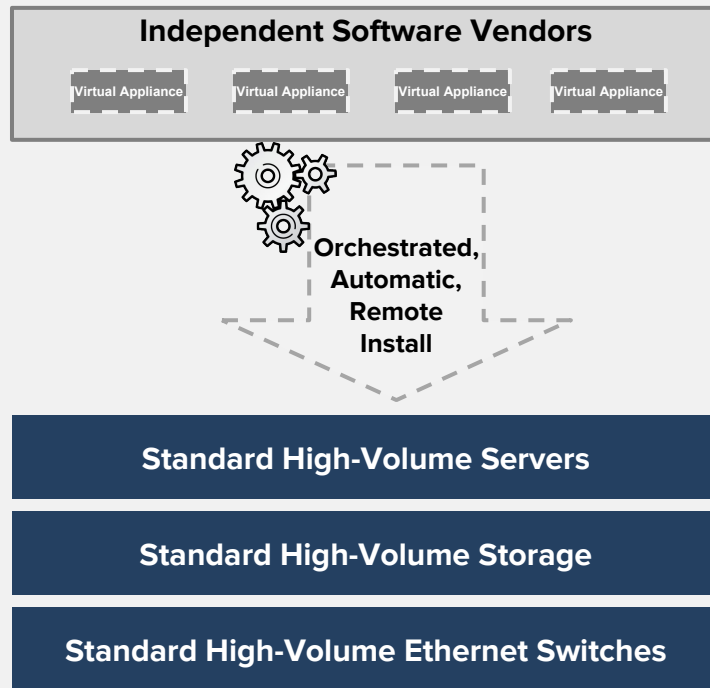 Independent Software Vendors
Virtual Appliance Virtual Appliance Virtual Appliance Virtual Appliance
Orchestrated,
Automatic,
Remote
Install
Standard High-Volume Servers
Standard High-Volume Storage
Standard High-Volume Ethernet Switches